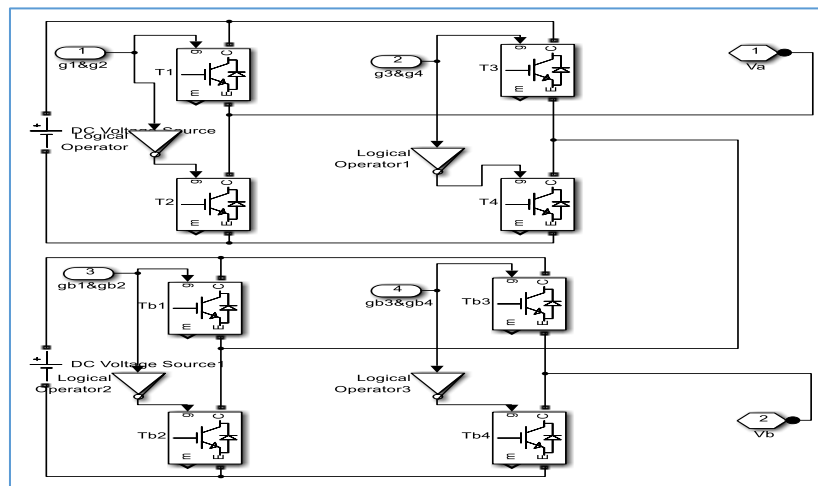 1
g1&g2
g
C
T1
m
E
2
g3&g4
g
C
T3
m
E
1
Va
+
DC Voltage Source
Logical
Operator
g
C
T2
m
E
Logical
Operator1
g
C
T4
m
E
3
gb1&gb2
g
C
Tb1
m
E
4
gb3&gb4
g
C
Tb3
m
E
+
DC Voltage Source1
Logical
Operator2
g
C
Tb2
m
E
Logical
Operator3
g
C
Tb4
m
E
2
Vb